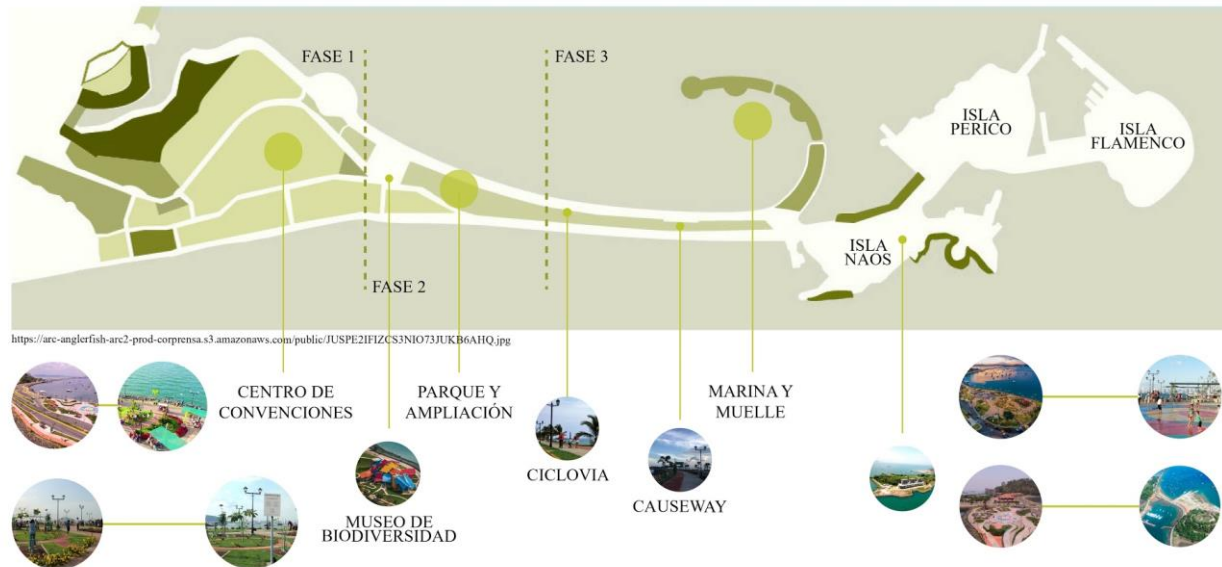 FASE 1
FASE 3
ISLA
PERICO
ISLA
FLAMENCO
ISLA
NAOS
FASE 2
https://arc-anglerfish-arc2-prod-corprensa.s3.amazonaws.com/public/JUSPE2IFIZCS3NIO73JUKB6AHQ.jpg
CENTRO DE
CONVENCIONES
PARQUE Y
AMPLIACIÓN
MARINA Y
MUELLE
CICLOVIA
CAUSEWAY
MUSEO DE
BIODIVERSIDAD